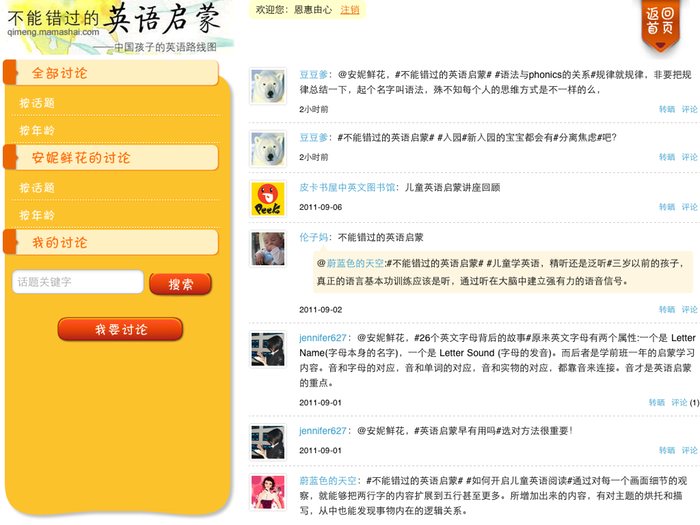 不能错过的英语启蒙
qimeng.mamashai.com
——中国孩子的英语路线图
欢迎您：恩惠由心 注销
返回
首页
全部讨论
按话题
按年龄
安妮鲜花的讨论
按话题
按年龄
我的讨论
话题关键字 搜索
我要讨论
豆豆爹：@安妮鲜花，#不能错过的英语启蒙# #语法与phonics的关系#规律就规律，非要把规
律总结一下，起个名字叫语法，殊不知每个人的思维方式是不一样的么，
2小时前 转晒 评论
豆豆爹：#不能错过的英语启蒙# #入园#新入园的宝宝都会有#分离焦虑#吧?
2小时前 转晒 评论
Peeka
皮卡书屋中英文图书馆：儿童英语启蒙讲座回顾
2011-09-06 转晒 评论
伦子妈：不能错过的英语启蒙
@蔚蓝色的天空:#不能错过的英语启蒙# #儿童学英语，精听还是泛听#三岁以前的孩子，
真正的语言基本功训练应该是听，通过听在大脑中建立强有力的语音信号。
2011-09-02 转晒 评论
jennifer627：@安妮鲜花，#26个英文字母背后的故事#原来英文字母有两个属性:一个是 Letter
Name(字母本身的名字)，一个是 Letter Sound (字母的发音)。而后者是学前班一年的启蒙学习
内容。音和字母的对应，音和单词的对应，音和实物的对应，都靠音来连接。音才是英语启蒙
的重点。
2011-09-01 转晒 评论 (1)
jennifer627：@安妮鲜花，#英语启蒙早有用吗#选对方法很重要!
2011-09-01 转晒 评论
蔚蓝色的天空：#不能错过的英语启蒙# #如何开启儿童英语阅读#通过对每一个画面细节的观
察，就能够把两行字的内容扩展到五行甚至更多。所增加出来的内容，有对主题的烘托和描
写，从中也能发现事物内在的逻辑关系。